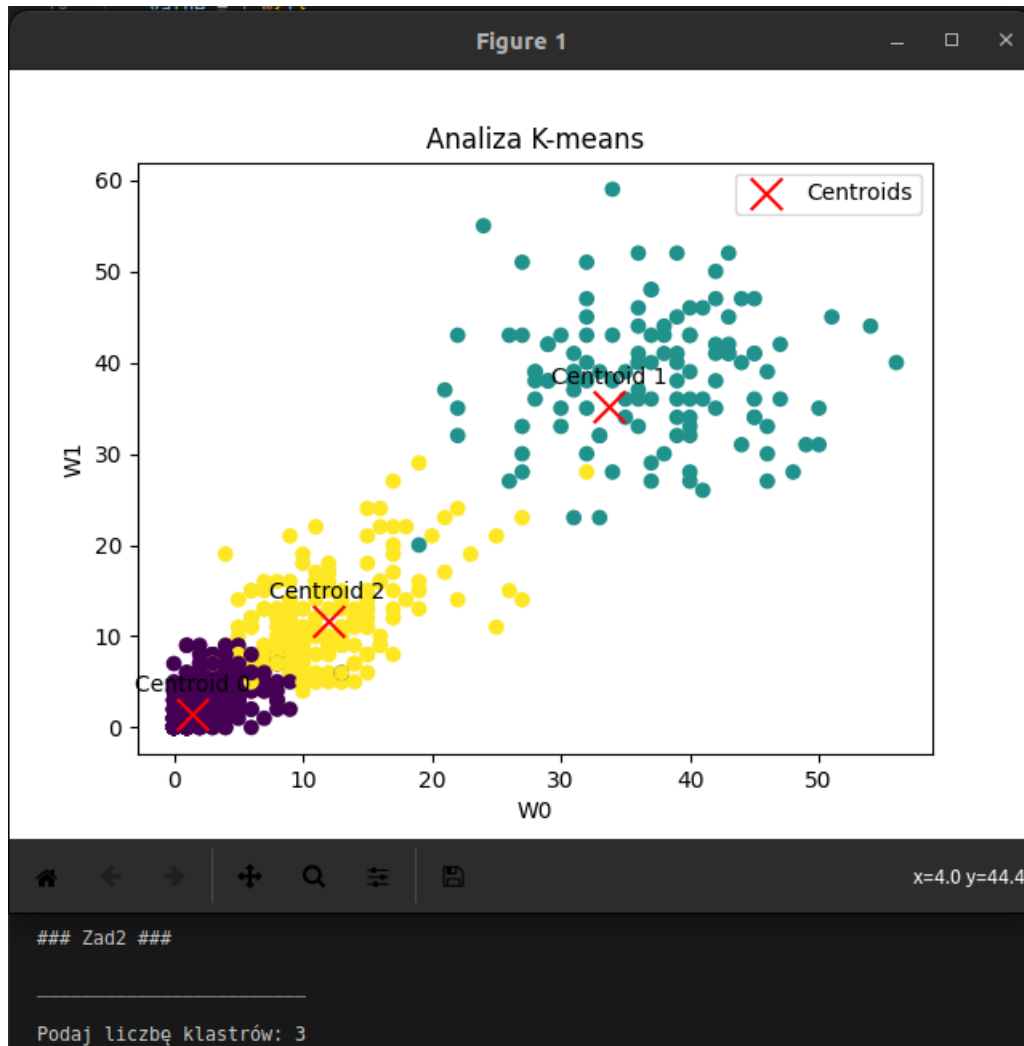 Figure 1
Analiza K-means
Centroids
60
50
40
30
20
10
0
W1
Centroid 1
Centroid 2
Centroid 0
0 10 20 30 40 50
W0
x=4.0 y=44.4
### Zad2 ###
Podaj liczbę klastrów: 3